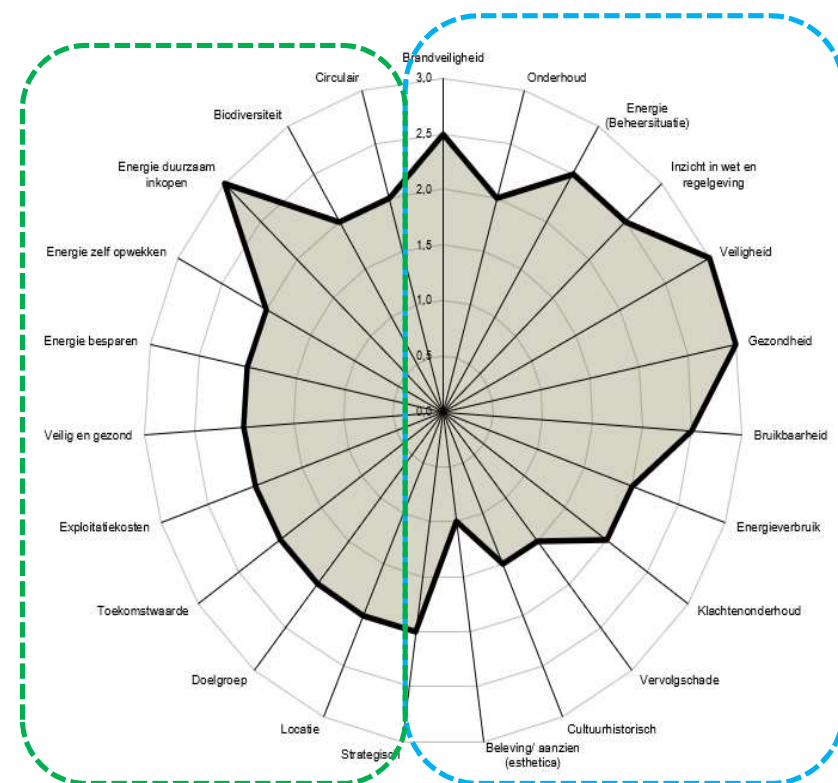 Brandveiligheid
Onderhoud
Energie
(Beheersituatie)
Inzicht in wet en
regelgeving
Veiligheid
Gezondheid
Bruikbaarheid
Energieverbruik
Klachtenonderhoud
Vervolgschade
Cultuurhistorisch
Beleving/ aanzien
(esthetica)
Strategisch
Locatie
Doelgroep
Toekomstwaarde
Exploitatiekosten
Veilig en gezond
Energie besparen
Energie zelf opwekken
Energie duurzaam
inkopen
Biodiversiteit
Circulair
3,0
2,5
2,0
1,5
1,0
0,5
0,0